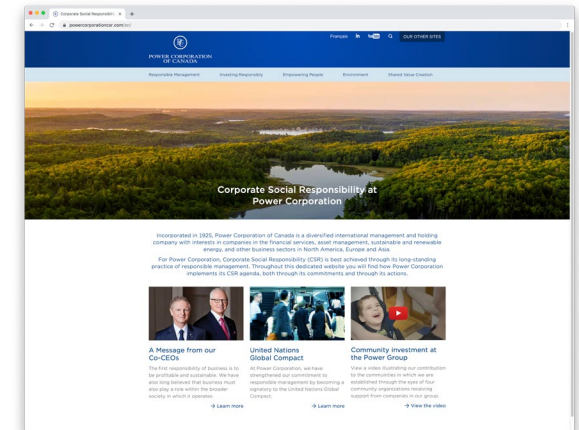 Corporate Social Responsibili
powercorporationcsr.com/en/
Français in You Tube OUR OTHER SITES
POWER CORPORATION
OF CANADA
Responsible Management Investing Responsibly Empowering People Environment Shared Value Creation
Corporate Social Responsibility at
Power Corporation
Incorporated in 1925, Power Corporation of Canada is a diversified international management and holding
company with interests in companies in the financial services, asset management, sustainable and renewable
energy, and other business sectors in North America, Europe and Asia.
For Power Corporation, Corporate Social Responsibility (CSR) is best achieved through its long-standing
practice of responsible management. Throughout this dedicated website you will find how Power Corporation
implements its CSR agenda, both through its commitments and through its actions.
A Message from our
Co-CEOs
The first responsibility of business is to
be profitable and sustainable. We have
also long believed that business must
also play a role within the broader
society in which it operates.
→ Learn more
United Nations
Global Compact
At Power Corporation, we have
strengthened our commitment to
responsible management by becoming a
signatory to the United Nations Global
Compact.
→ Learn more
Community investment at
the Power Group
View a video illustrating our contribution
to the communities in which we are
established through the eyes of four
community organizations receiving
support from companies in our group.
→ View the video